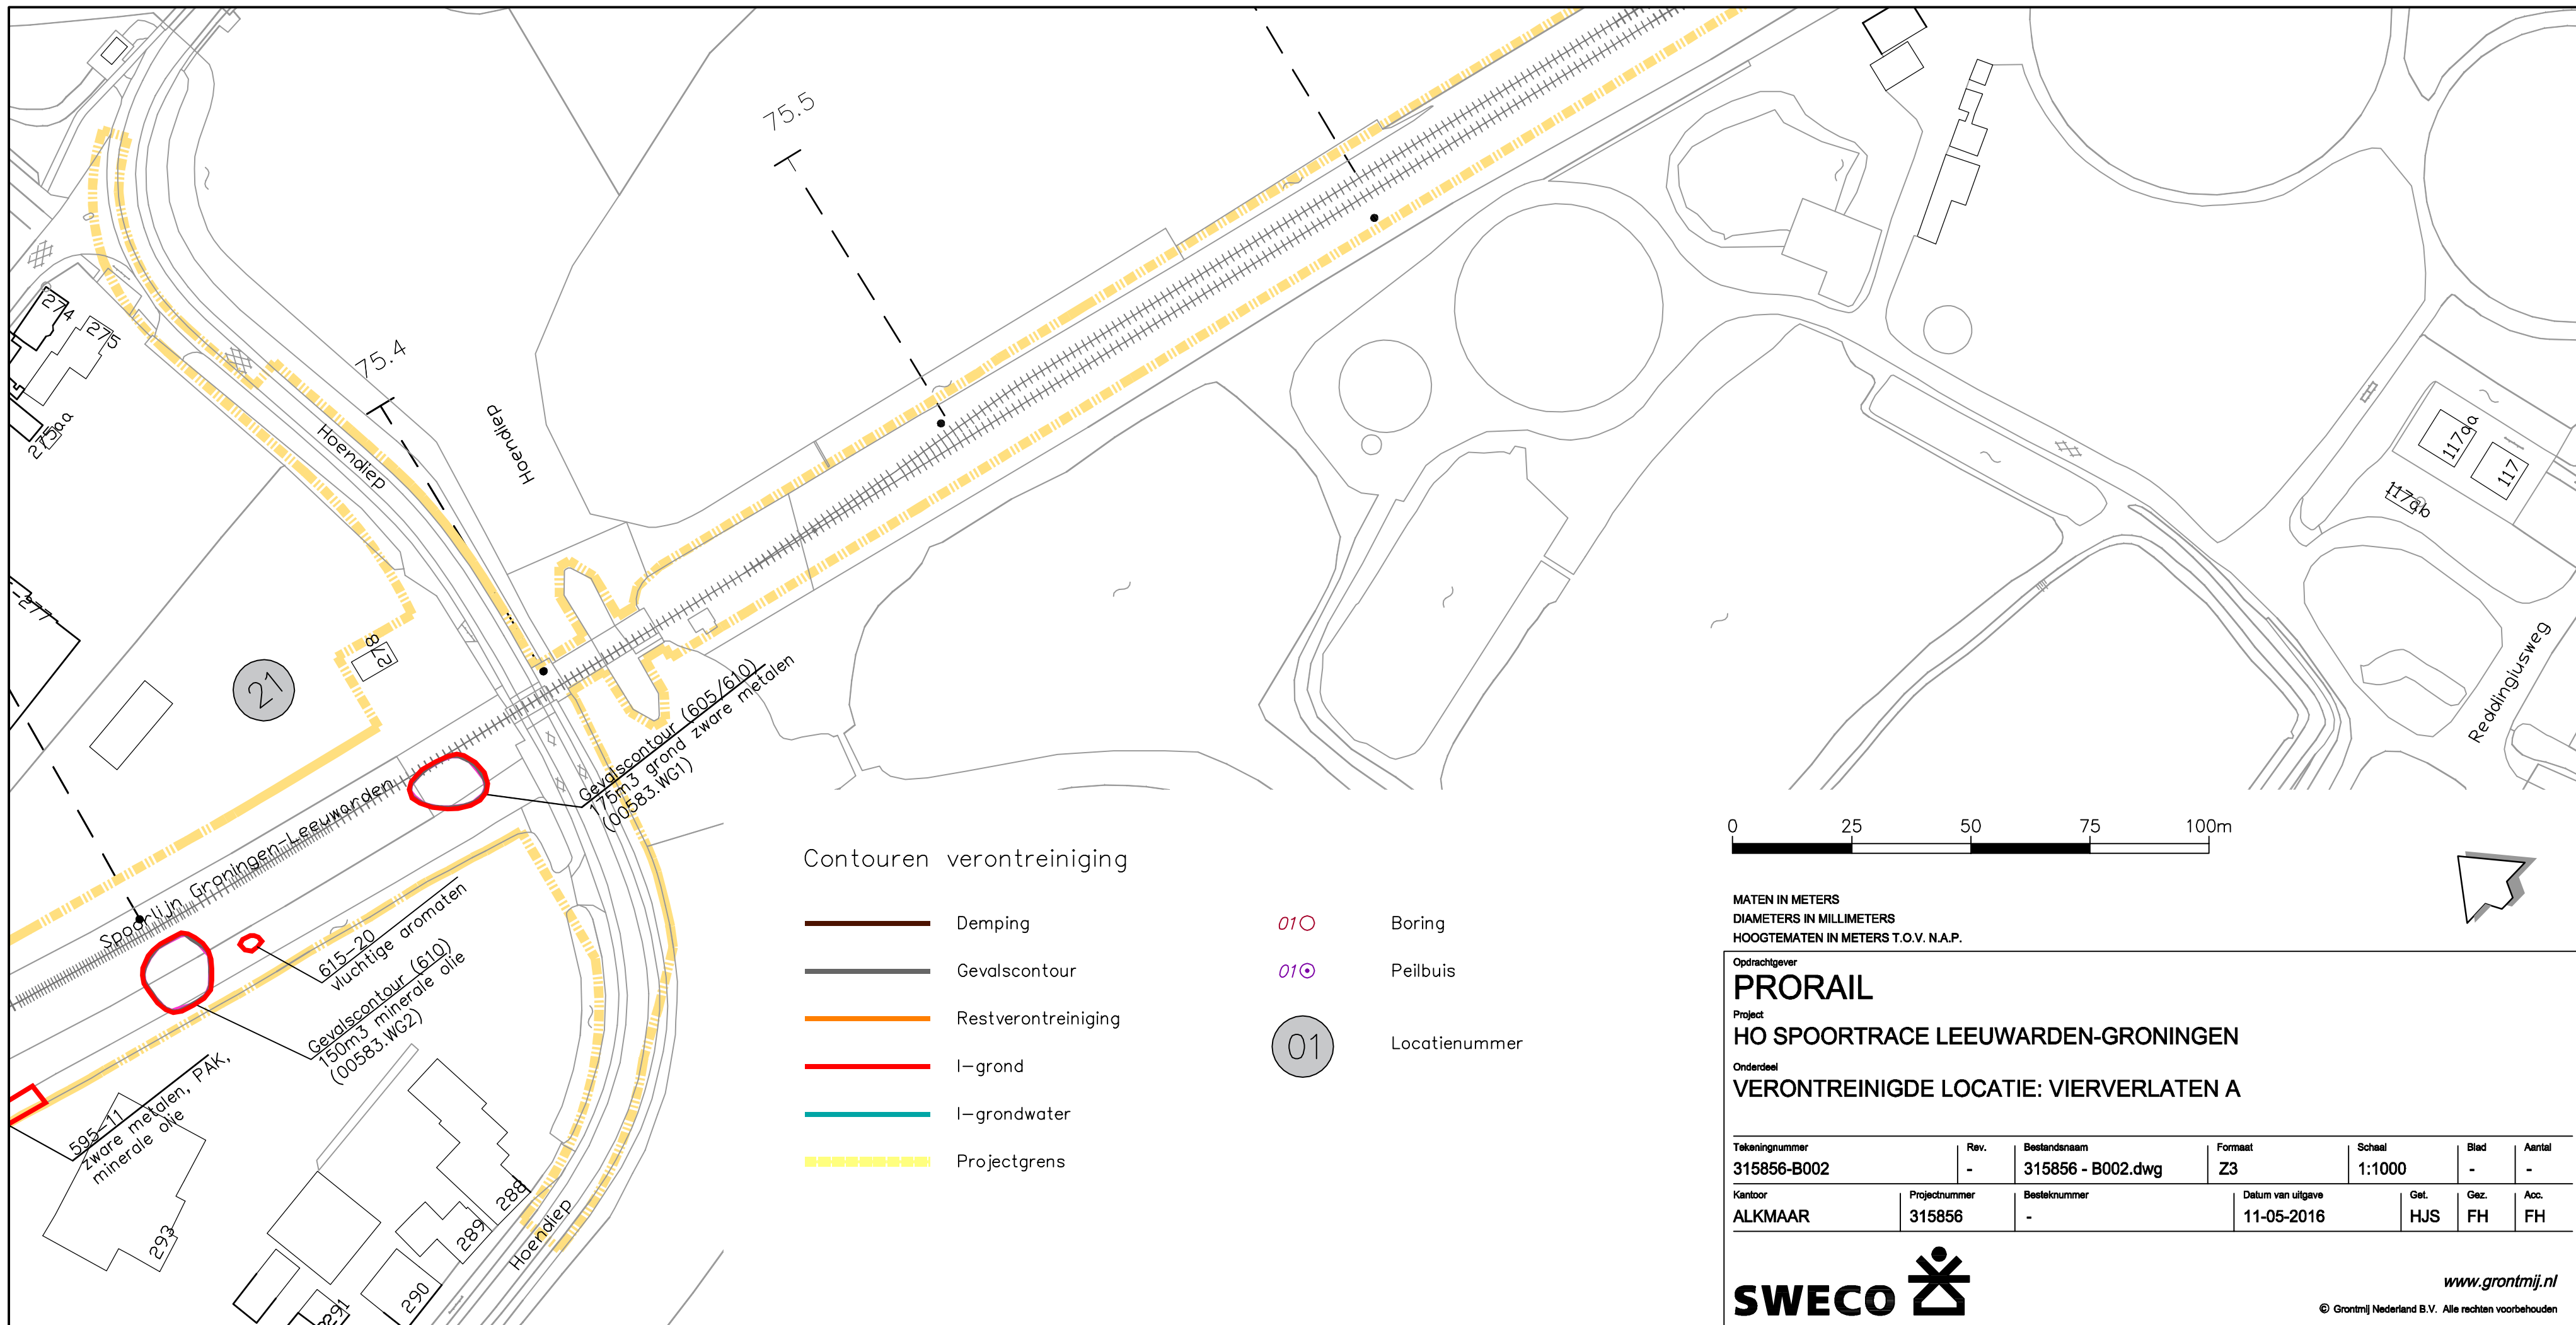 75.5
75.4
Hoendiep
Hoendiep
274
275
275aa
277
278
21
Spoorlijn Groningen-Leeuwarden
Gevalscontour (605/610)
175m3 grond zware metalen
(00583.WG1)
615-20
vluchtige aromaten
Gevalscontour (610)
150m3 minerale olie
(00583.WG2)
595-11
zware metalen, PAK,
minerale olie
293
288
289
290
291
Hoendiep
117aa
117
117ab
Reddingiusweg
Contouren verontreiniging
Demping
Gevalscontour
Restverontreiniging
I-grond
I-grondwater
Projectgrens
01 Boring
01 Peilbuis
01 Locatienummer
0 25 50 75 100m
MATEN IN METERS
DIAMETERS IN MILLIMETERS
HOOGTEMATEN IN METERS T.O.V. N.A.P.
Opdrachtgever
PRORAIL
Project
HO SPOORTRACE LEEUWARDEN-GRONINGEN
Onderdeel
VERONTREINIGDE LOCATIE: VIERVERLATEN A
Tekeningnummer Rev. Bestandsnaam Formaat Schaal Blad Aantal
315856-B002 - 315856 - B002.dwg Z3 1:1000 - -
Kantoor Projectnummer Besteknummer Datum van uitgave Get. Gez. Acc.
ALKMAAR 315856 - 11-05-2016 HJS FH FH
SWECO
www.grontmij.nl
© Grontmij Nederland B.V. Alle rechten voorbehouden